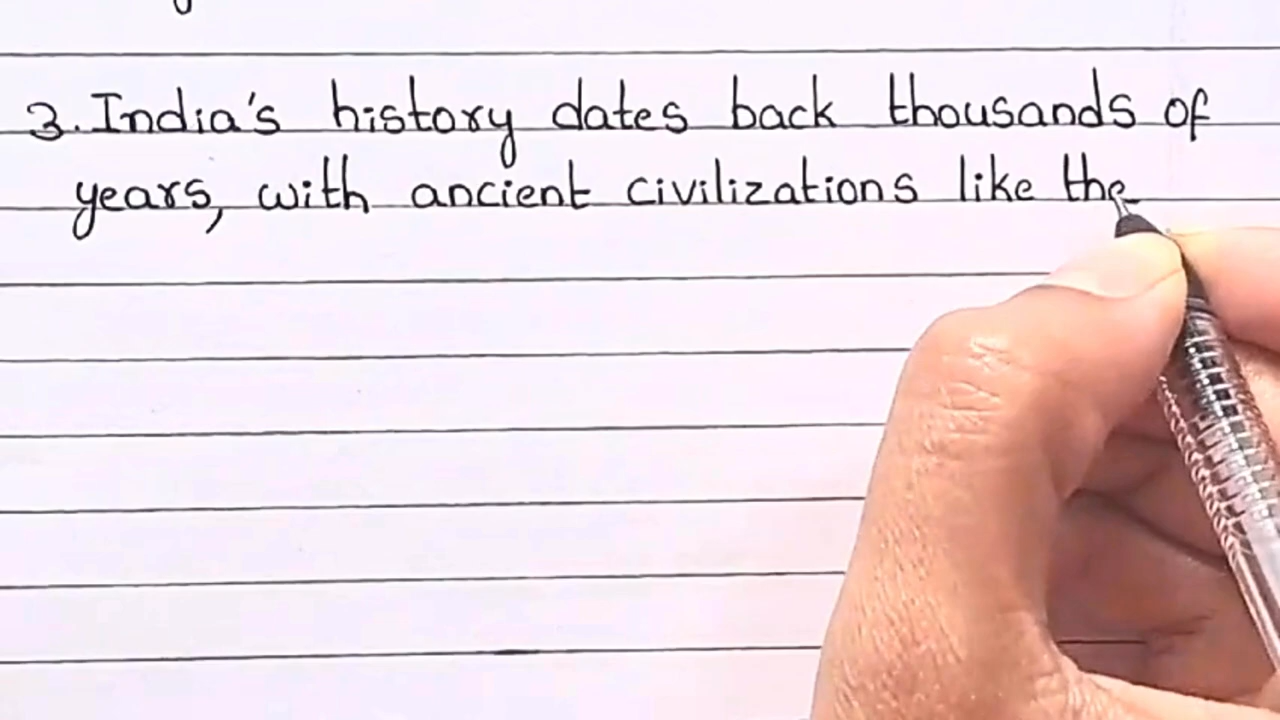 3. India's history dates back thousands of
years, with ancient civilizations like the